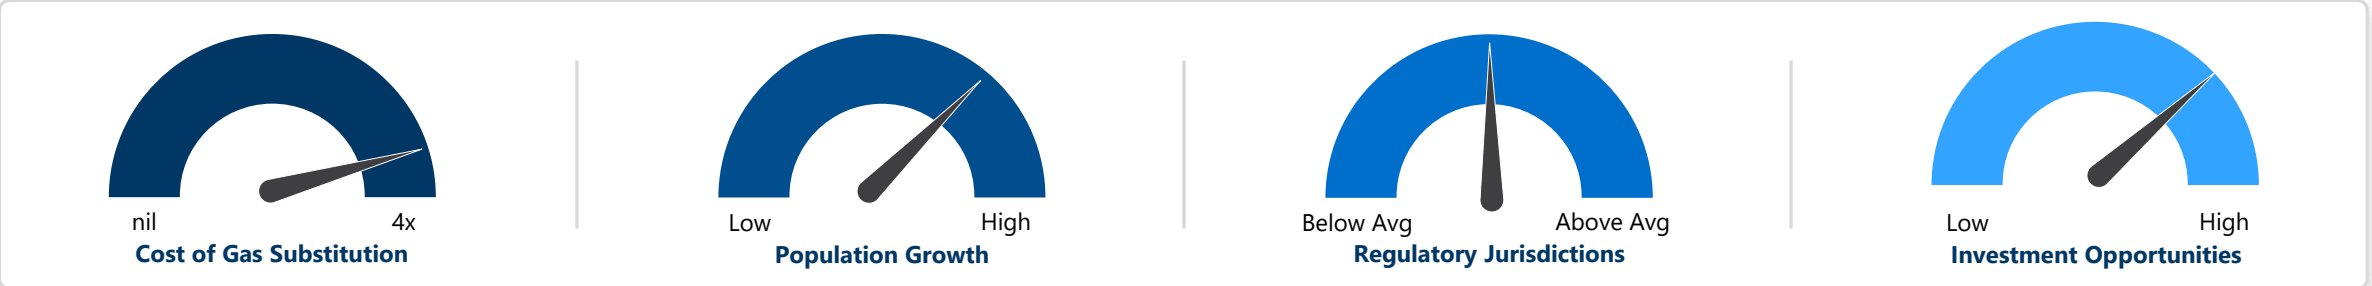 nil 4x
Cost of Gas Substitution
Low High
Population Growth
Below Avg Above Avg
Regulatory Jurisdictions
Low High
Investment Opportunities